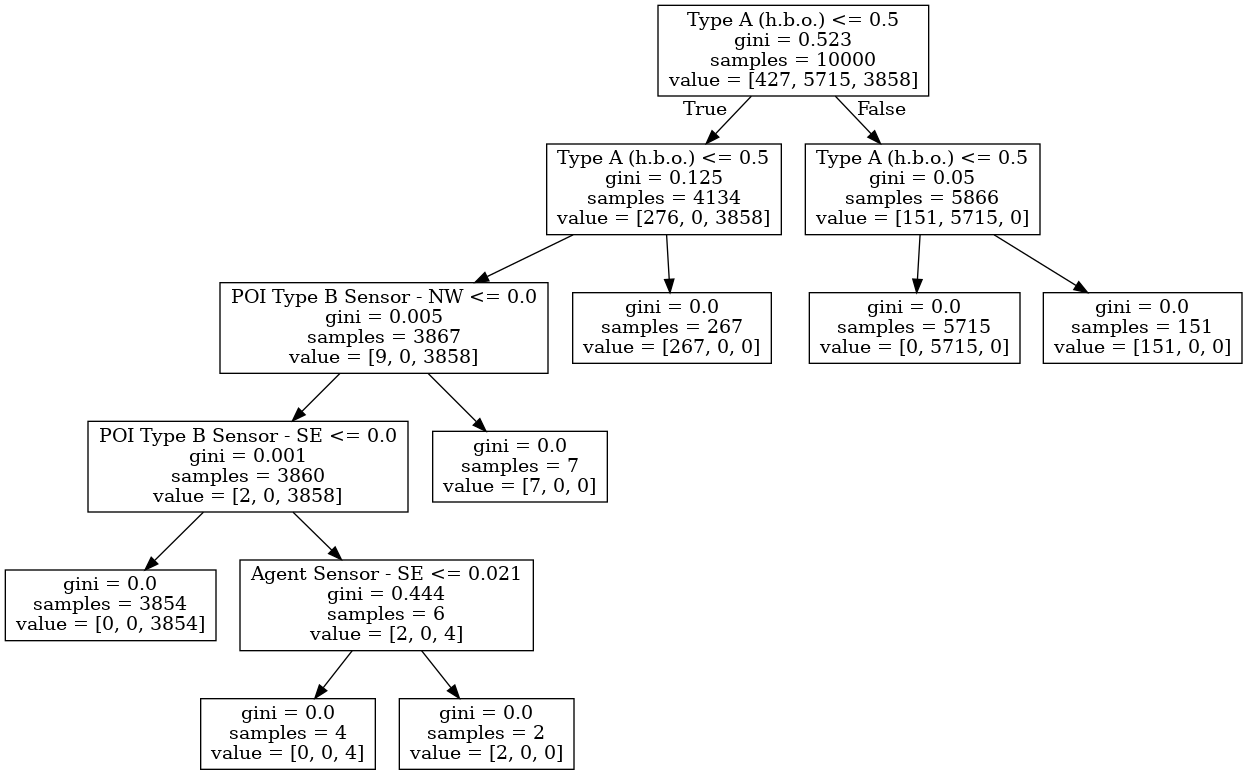 Type A (h.b.o.) <= 0.5
gini = 0.523
samples = 10000
value = [427, 5715, 3858]
True
False
Type A (h.b.o.) <= 0.5
gini = 0.125
samples = 4134
value = [276, 0, 3858]
Type A (h.b.o.) <= 0.5
gini = 0.05
samples = 5866
value = [151, 5715, 0]
POI Type B Sensor - NW <= 0.0
gini = 0.005
samples = 3867
value = [9, 0, 3858]
gini = 0.0
samples = 267
value = [267, 0, 0]
gini = 0.0
samples = 5715
value = [0, 5715, 0]
gini = 0.0
samples = 151
value = [151, 0, 0]
POI Type B Sensor - SE <= 0.0
gini = 0.001
samples = 3860
value = [2, 0, 3858]
gini = 0.0
samples = 7
value = [7, 0, 0]
gini = 0.0
samples = 3854
value = [0, 0, 3854]
Agent Sensor - SE <= 0.021
gini = 0.444
samples = 6
value = [2, 0, 4]
gini = 0.0
samples = 4
value = [0, 0, 4]
gini = 0.0
samples = 2
value = [2, 0, 0]